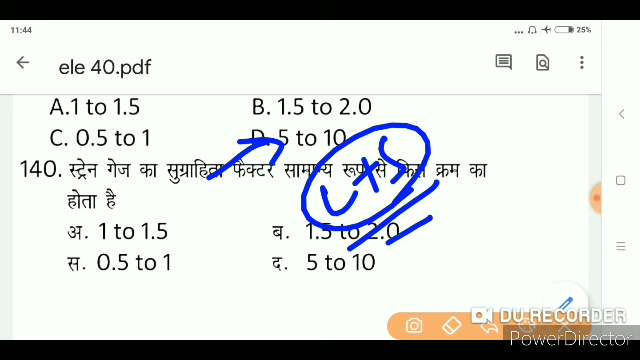 11:44
... 25%
ele 40.pdf
A.1 to 1.5 B. 1.5 to 2.0
C. 0.5 to 1 D. 5 to 10
140. स्ट्रेन गेज का सुग्राहिता फैक्टर सामान्य रूप से किस क्रम का
होता है
अ. 1 to 1.5 ब. 1.5 to 2.0
स. 0.5 to 1 द. 5 to 10
DU RECORDER
PowerDirector